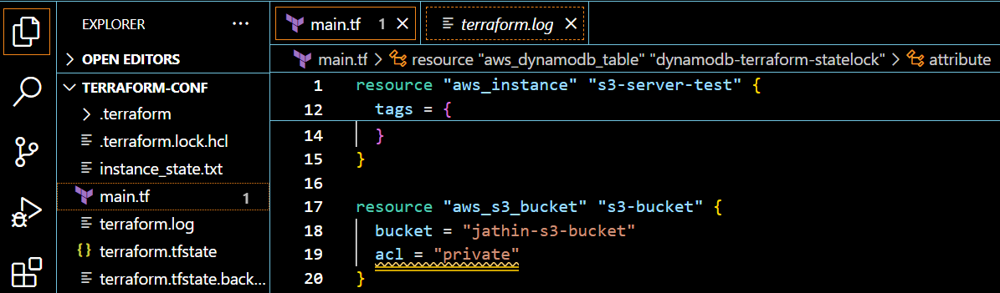 EXPLORER ···
OPEN EDITORS
TERRAFORM-CONF
.terraform
.terraform.lock.hcl
instance_state.txt
main.tf 1
terraform.log
{} terraform.tfstate
terraform.tfstate.back...
main.tf 1
terraform.log
main.tf > resource "aws_dynamodb_table" "dynamodb-terraform-statelock" > attribute
1 resource "aws_instance" "s3-server-test" {
12 tags = {
14 }
15 }
16
17 resource "aws_s3_bucket" "s3-bucket" {
18 bucket = "jathin-s3-bucket"
19 acl = "private"
20 }